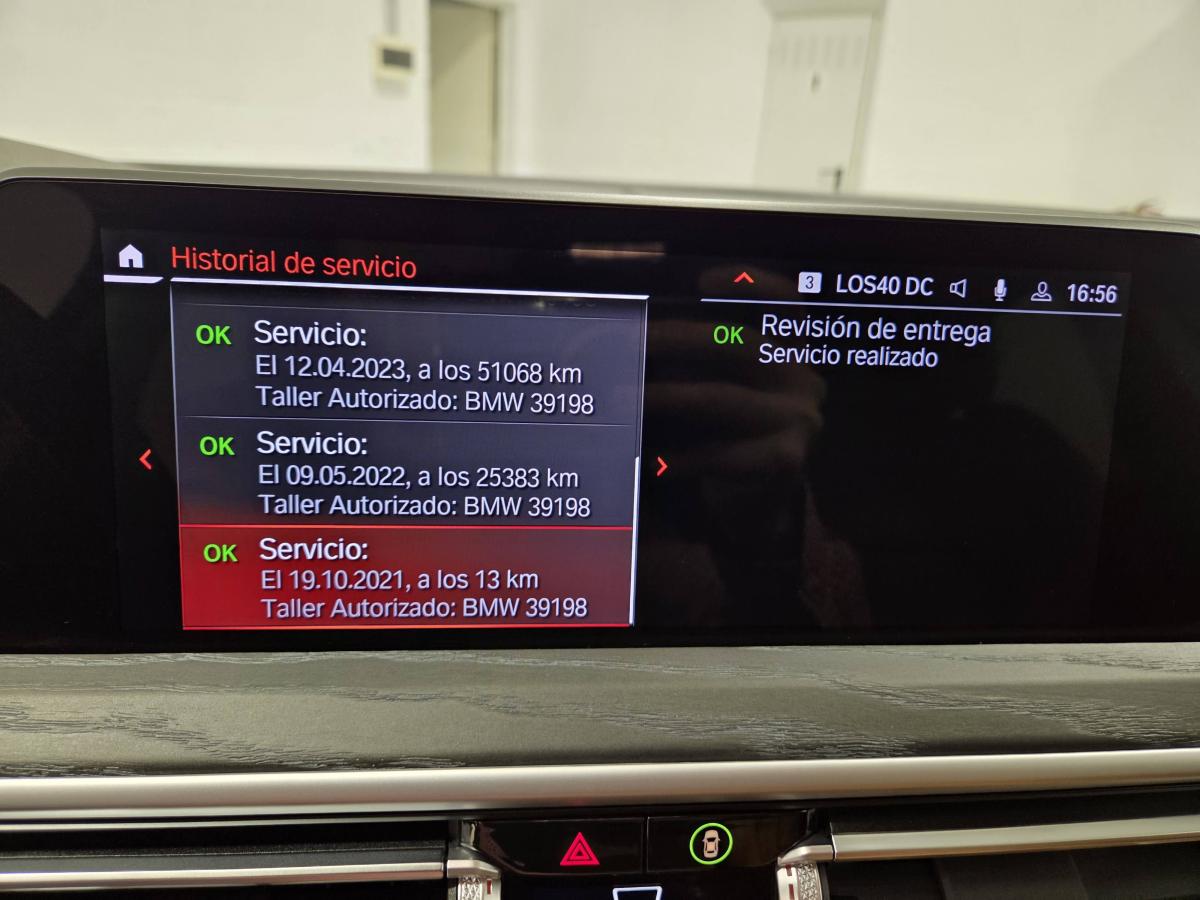 Historial de servicio
3 LOS40 DC 16:56
OK Servicio:
El 12.04.2023, a los 51068 km
Taller Autorizado: BMW 39198
OK Servicio:
El 09.05.2022, a los 25383 km
Taller Autorizado: BMW 39198
OK Servicio:
El 19.10.2021, a los 13 km
Taller Autorizado: BMW 39198
OK Revisión de entrega
Servicio realizado